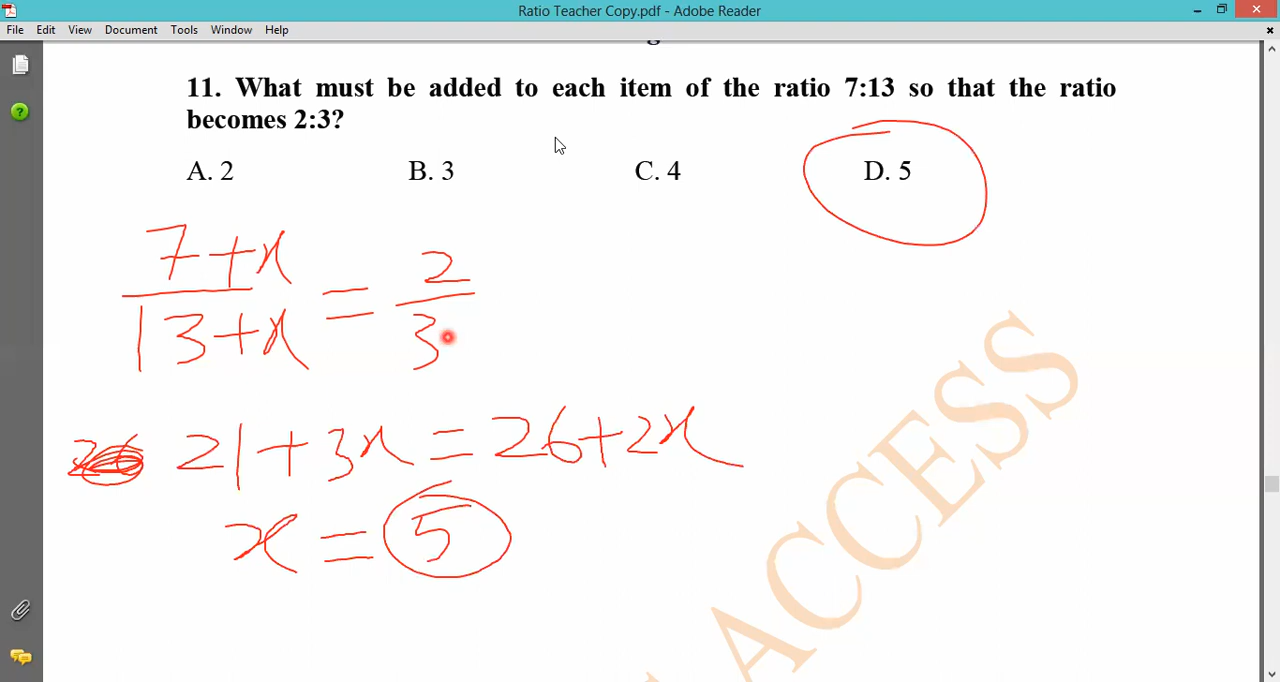 Ratio Teacher Copy.pdf - Adobe Reader
File Edit View Document Tools Window Help
11. What must be added to each item of the ratio 7:13 so that the ratio
becomes 2:3?
A. 2 B. 3 C. 4 D. 5
7+x / 13+x = 2 / 3
21+3x=26+2x
x = 5
ACCESS